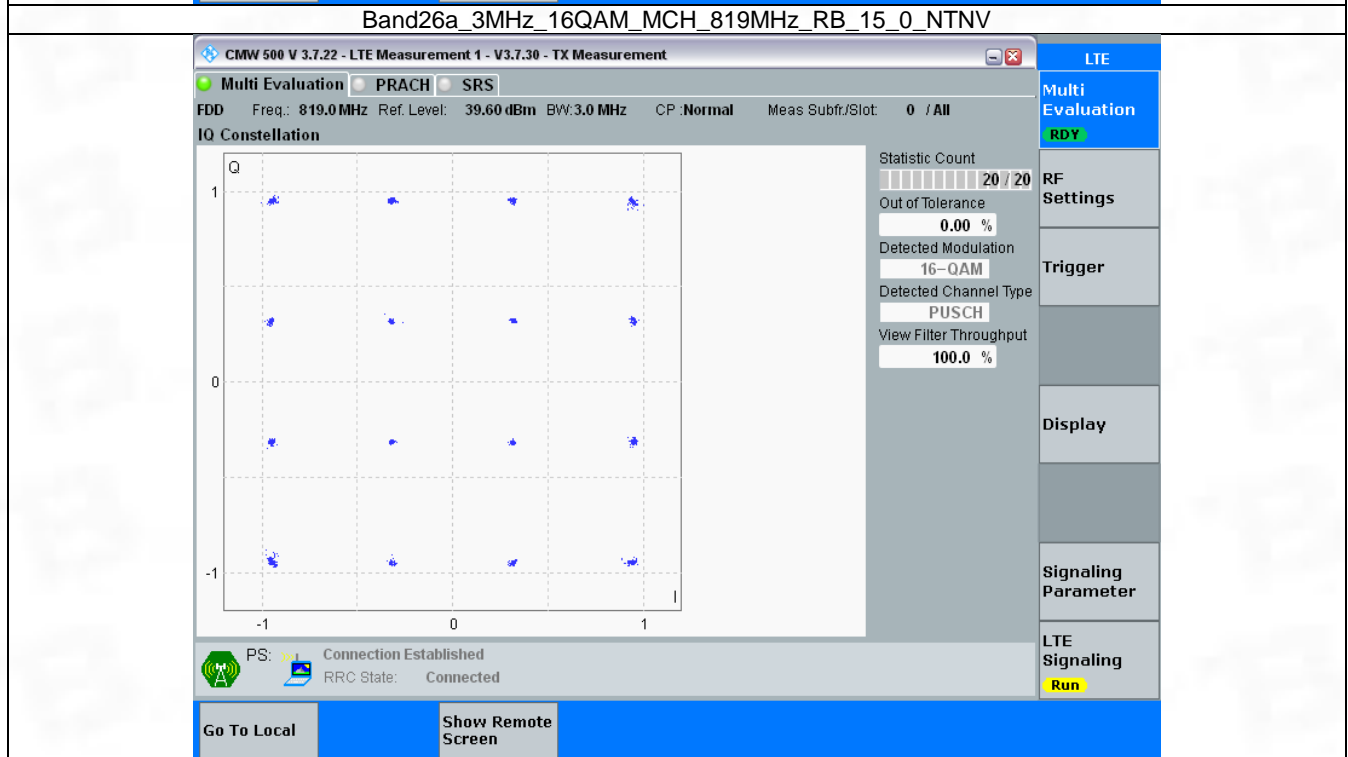 Band26a_3MHz_16QAM_MCH_819MHz_RB_15_0_NTNV
CMW 500 V 3.7.22 - LTE Measurement 1 - V3.7.30 - TX Measurement
LTE
Multi Evaluation PRACH SRS
Multi
Evaluation
RDY
FDD Freq.: 819.0 MHz Ref. Level: 39.60 dBm BW: 3.0 MHz CP :Normal Meas Subfr./Slot: 0 / All
IQ Constellation
Q
1
0
-1
I
-1 0 1
Statistic Count
20 / 20
Out of Tolerance
0.00 %
Detected Modulation
16-QAM
Detected Channel Type
PUSCH
View Filter Throughput
100.0 %
RF
Settings
Trigger
Display
Signaling
Parameter
LTE
Signaling
Run
PS: Connection Established
RRC State: Connected
Go To Local
Show Remote
Screen